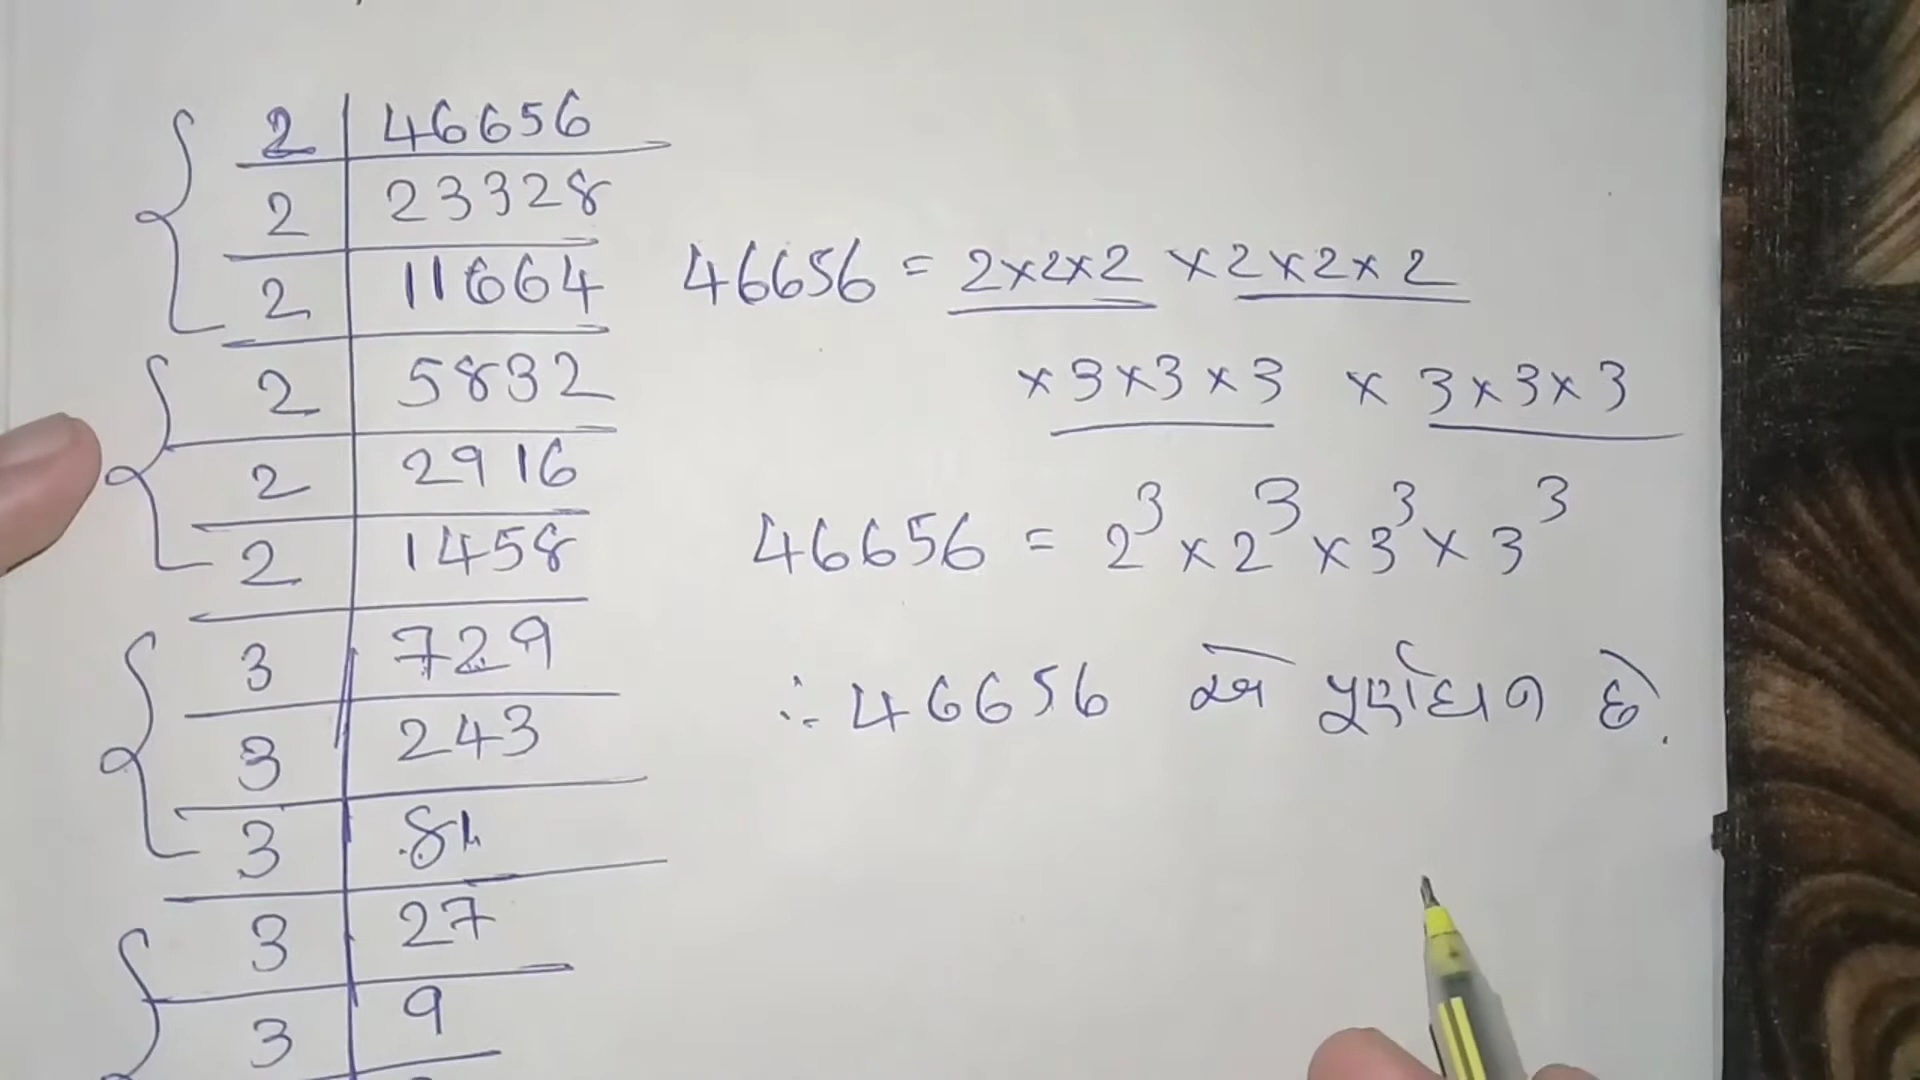 2 | 46656
2 | 23328
2 | 11664
2 | 5832
2 | 2916
2 | 1458
3 | 729
3 | 243
3 | 81
3 | 27
3 | 9
46656 = 2×2×2 ×2×2×2
×3×3×3 × 3×3×3
46656 = 2³×2³×3³×3³
∴ 46656 એ પૂર્ણઘન છે.